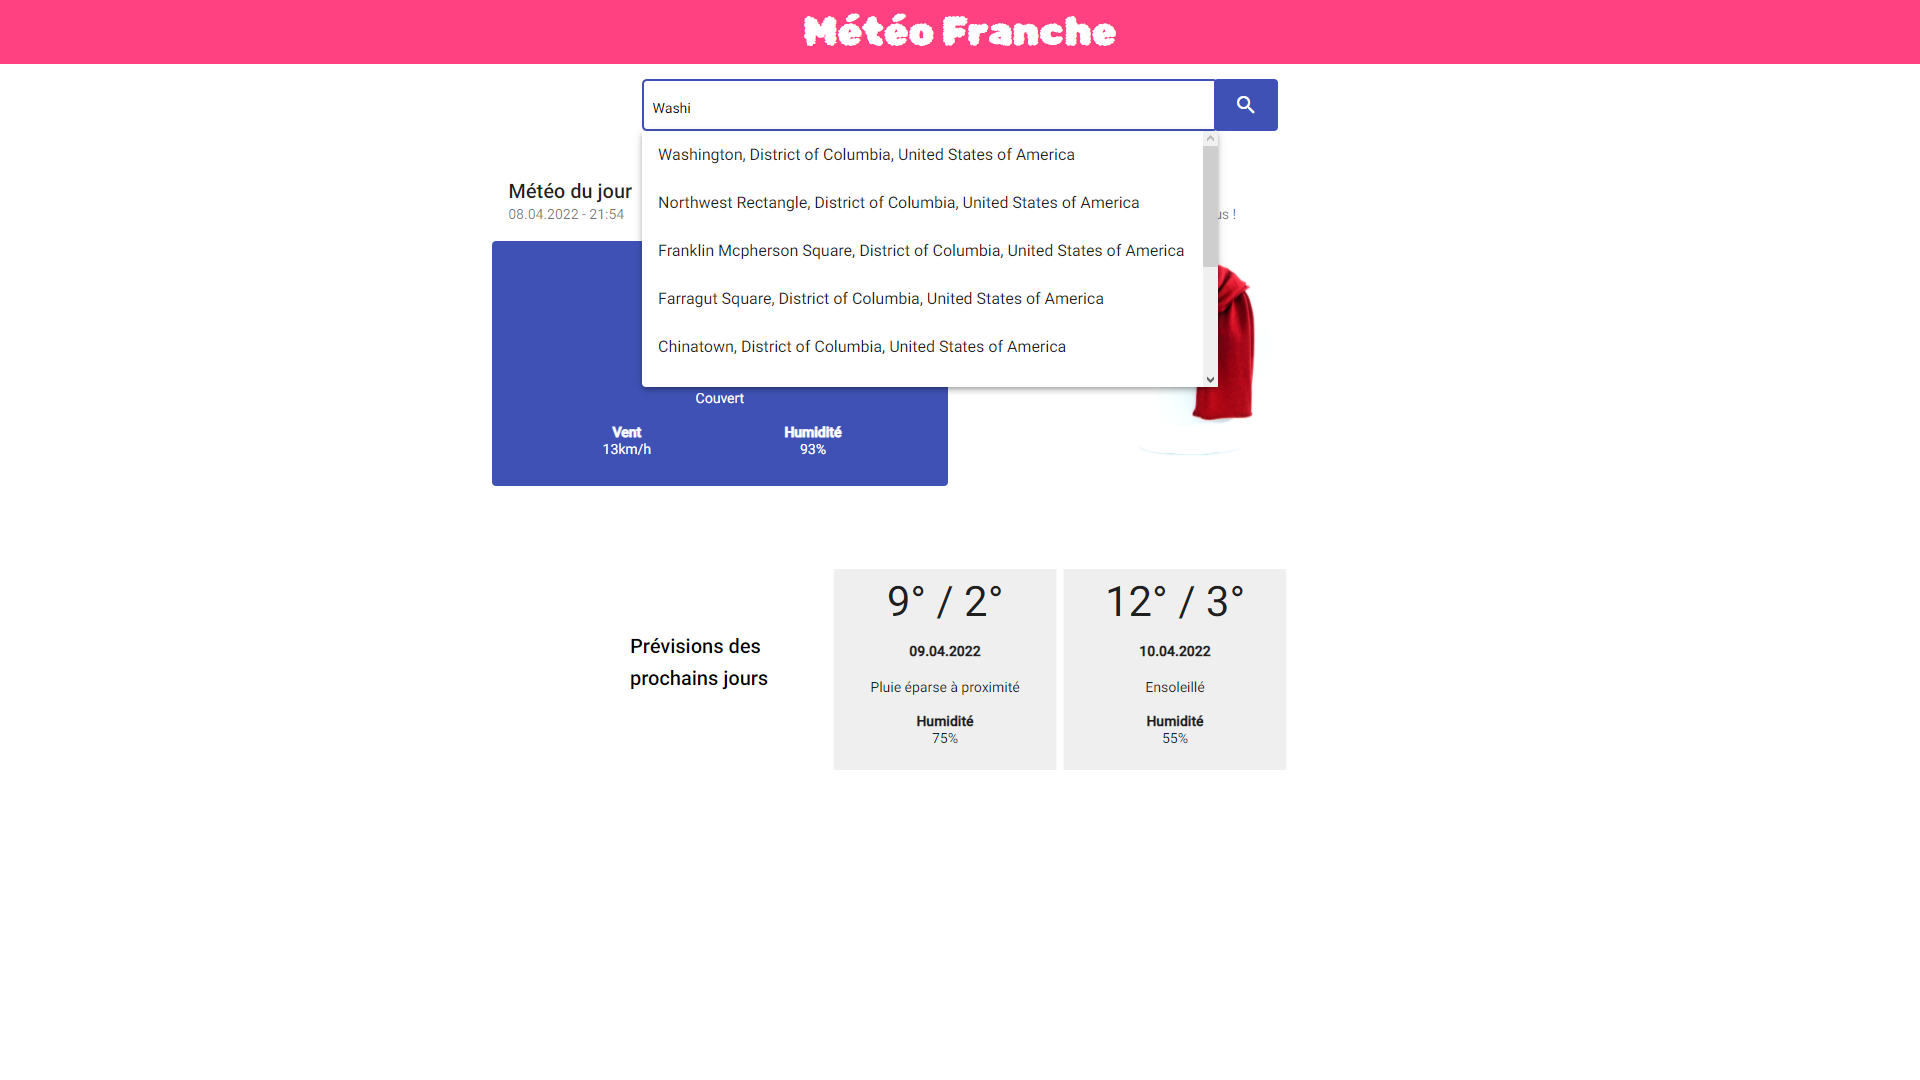 Météo Franche
Washi
Washington, District of Columbia, United States of America
Northwest Rectangle, District of Columbia, United States of America
Franklin Mcpherson Square, District of Columbia, United States of America
Farragut Square, District of Columbia, United States of America
Chinatown, District of Columbia, United States of America
Météo du jour
08.04.2022 - 21:54
!
Couvert
Vent
13km/h
Humidité
93%
Prévisions des
prochains jours
9° / 2°
09.04.2022
Pluie éparse à proximité
Humidité
75%
12° / 3°
10.04.2022
Ensoleillé
Humidité
55%